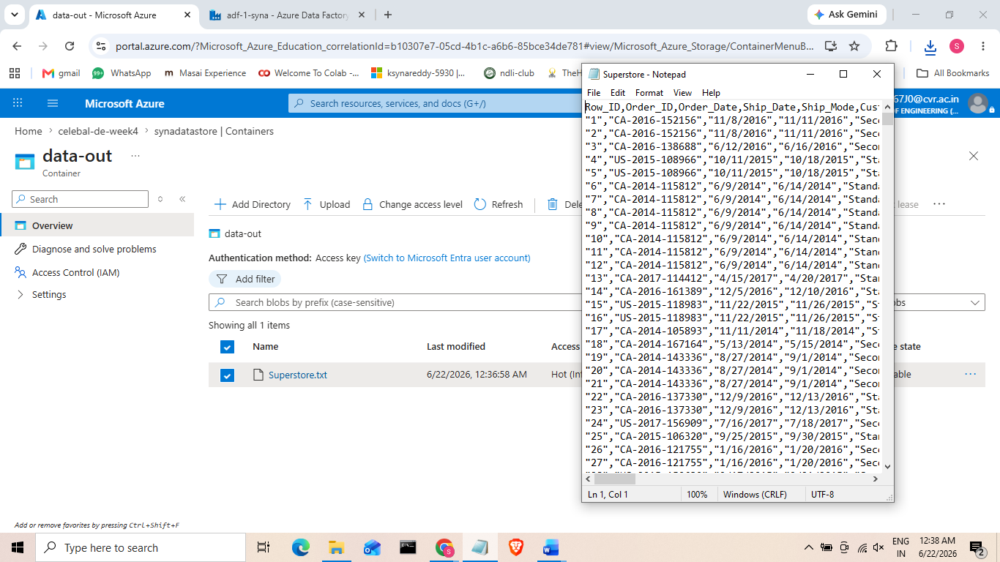 data-out - Microsoft Azure
adf-1-syna - Azure Data Factory
Ask Gemini
portal.azure.com/?Microsoft_Azure_Education_correlationId=b10307e7-05cd-4b1c-a6b6-85bce34de781#view/Microsoft_Azure_Storage/ContainerMenuB...
S
gmail
99+ WhatsApp
m Masai Experience
Welcome To Colab -...
ksynareddy-5930 |...
ndli-club
All Bookmarks
Microsoft Azure
Search resources, services, and docs (G+/)
67J0@cvr.ac.in
OF ENGINEERING (...
Home > celebal-de-week4 > synadatastore | Containers
data-out ...
Container
Search
Overview
Diagnose and solve problems
Access Control (IAM)
Settings
Add or remove favorites by pressing Ctrl+Shift+F
Add Directory
Upload
Change access level
Refresh
lease
data-out
Authentication method: Access key (Switch to Microsoft Entra user account)
Add filter
Search blobs by prefix (case-sensitive)
Showing all 1 items
Name Last modified Access
Superstore.txt 6/22/2026, 12:36:58 AM Hot (In
Superstore - Notepad
File Edit Format View Help
Row_ID,Order_ID,Order_Date,Ship_Date,Ship_Mode,Cust
"1","CA-2016-152156","11/8/2016","11/11/2016","Seco
"2","CA-2016-152156","11/8/2016","11/11/2016","Seco
"3","CA-2016-138688","6/12/2016","6/16/2016","Secon
"4","US-2015-108966","10/11/2015","10/18/2015","Sta
"5","US-2015-108966","10/11/2015","10/18/2015","Sta
"6","CA-2014-115812","6/9/2014","6/14/2014","Standa
"7","CA-2014-115812","6/9/2014","6/14/2014","Standa
"8","CA-2014-115812","6/9/2014","6/14/2014","Standa
"9","CA-2014-115812","6/9/2014","6/14/2014","Standa
"10","CA-2014-115812","6/9/2014","6/14/2014","Stand
"11","CA-2014-115812","6/9/2014","6/14/2014","Stand
"12","CA-2014-115812","6/9/2014","6/14/2014","Stand
"13","CA-2017-114412","4/15/2017","4/20/2017","Stan
"14","CA-2016-161389","12/5/2016","12/10/2016","Sta
"15","US-2015-118983","11/22/2015","11/26/2015","St
"16","US-2015-118983","11/22/2015","11/26/2015","St
"17","CA-2014-105893","11/11/2014","11/18/2014","St
"18","CA-2014-167164","5/13/2014","5/15/2014","Seco
"19","CA-2014-143336","8/27/2014","9/1/2014","Secon
"20","CA-2014-143336","8/27/2014","9/1/2014","Secon
"21","CA-2014-143336","8/27/2014","9/1/2014","Secon
"22","CA-2016-137330","12/9/2016","12/13/2016","Sta
"23","CA-2016-137330","12/9/2016","12/13/2016","Sta
"24","US-2017-156909","7/16/2017","7/18/2017","Seco
"25","CA-2015-106320","9/25/2015","9/30/2015","Stan
"26","CA-2016-121755","1/16/2016","1/20/2016","Seco
"27","CA-2016-121755","1/16/2016","1/20/2016","Seco
Ln 1, Col 1 100% Windows (CRLF) UTF-8
obs
e state
able
Type here to search
ENG
IN
12:38 AM
6/22/2026
2